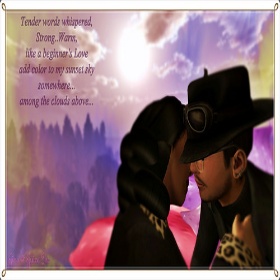 Tender words whispered,
Strong..Warm,
like a beginner's Love
add color to my sunset sky
somewhere...
among the clouds above...